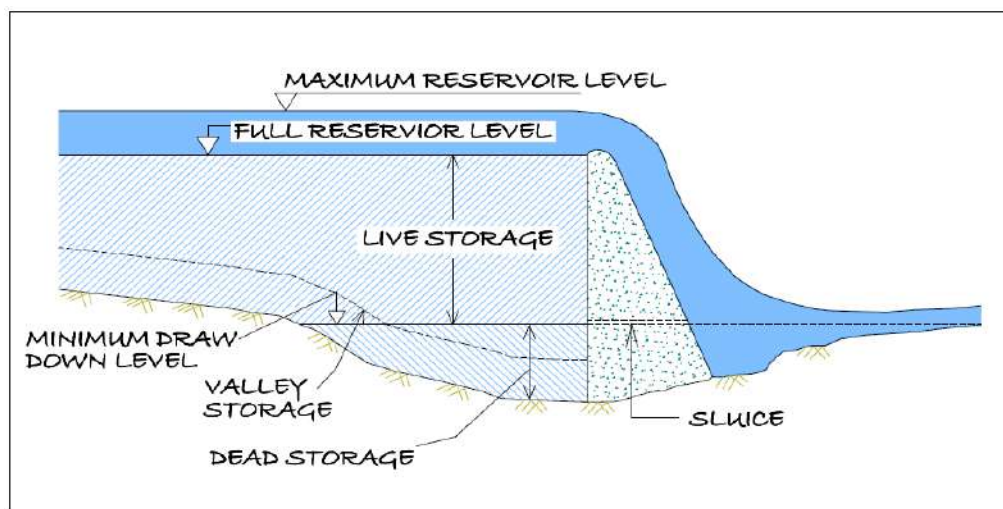 MAXIMUM RESERVOIR LEVEL
FULL RESERVIOR LEVEL
LIVE STORAGE
MINIMUM DRAW
DOWN LEVEL
VALLEY
STORAGE
SLUICE
DEAD STORAGE